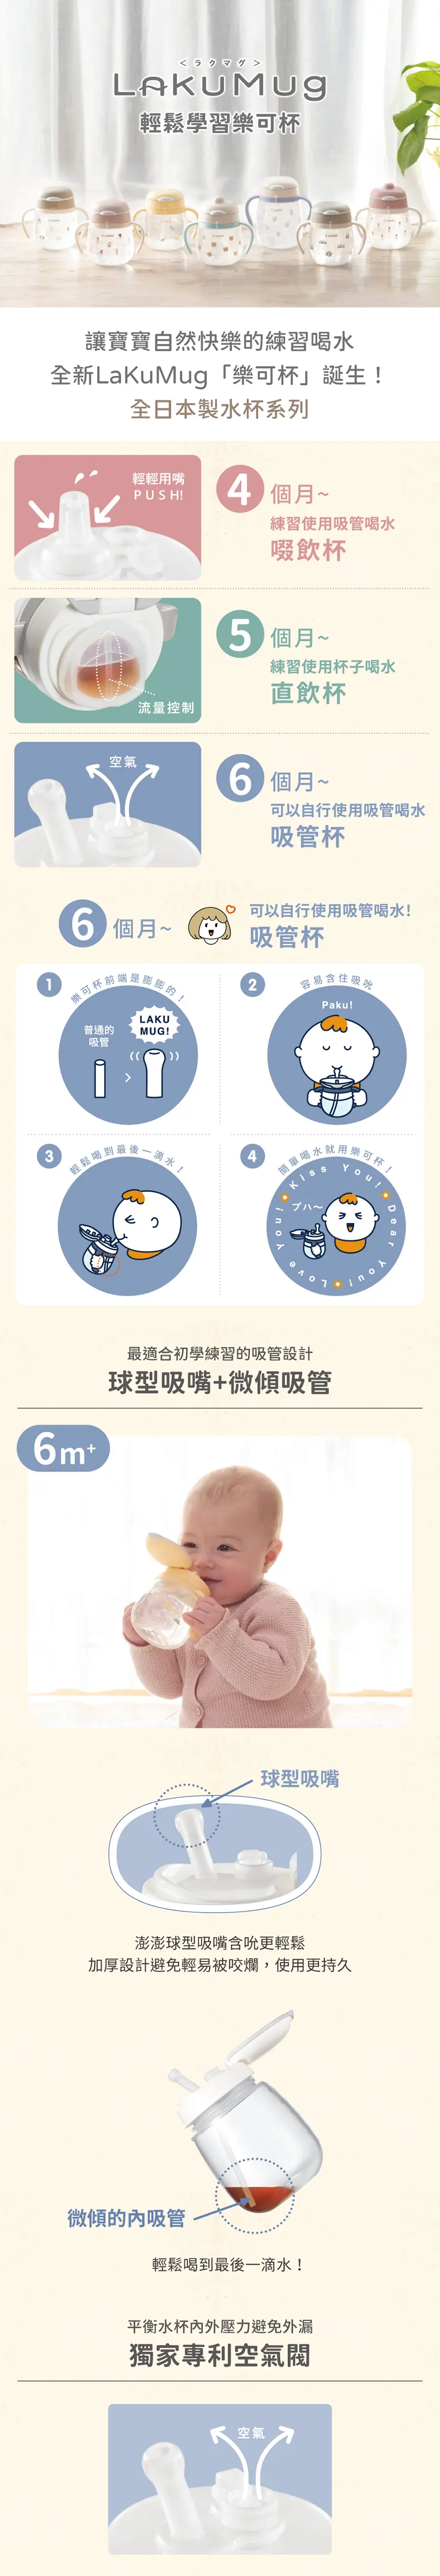 ＜ラクマグ＞
LAKUMUg
輕鬆學習樂可杯
讓寶寶自然快樂的練習喝水
全新LaKuMug「樂可杯」誕生！
全日本製水杯系列
輕輕用嘴
PUSH!
4個月~
練習使用吸管喝水
啜飲杯
流量控制
5個月~
練習使用杯子喝水
直飲杯
空氣
6個月~
可以自行使用吸管喝水
吸管杯
6個月~
可以自行使用吸管喝水!
吸管杯
1
樂可杯前端是膨膨的！
普通的
吸管
LAKU
MUG!
2
容易含住吸吮
Paku!
3
輕鬆喝到最後一滴水！
4
簡單喝水就用樂可杯！
Kiss You!
Dear You!
Love You!
プハ〜
最適合初學練習的吸管設計
球型吸嘴+微傾吸管
6m+
球型吸嘴
澎澎球型吸嘴含吮更輕鬆
加厚設計避免輕易被咬爛，使用更持久
微傾的內吸管
輕鬆喝到最後一滴水！
平衡水杯內外壓力避免外漏
獨家專利空氣閥
空氣